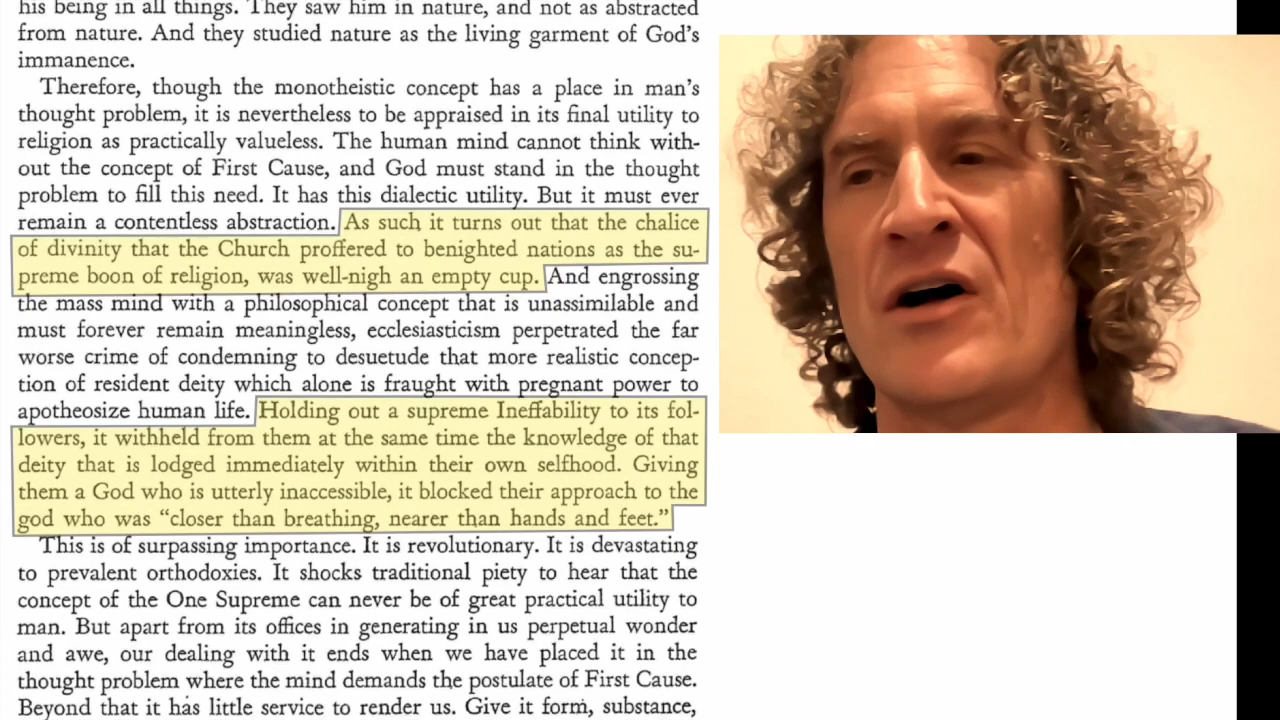 his being in all things. They saw him in nature, and not as abstracted
from nature. And they studied nature as the living garment of God's
immanence.
Therefore, though the monotheistic concept has a place in man's
thought problem, it is nevertheless to be appraised in its final utility to
religion as practically valueless. The human mind cannot think with-
out the concept of First Cause, and God must stand in the thought
problem to fill this need. It has this dialectic utility. But it must ever
remain a contentless abstraction. As such it turns out that the chalice
of divinity that the Church proffered to benighted nations as the su-
preme boon of religion, was well-nigh an empty cup. And engrossing
the mass mind with a philosophical concept that is unassimilable and
must forever remain meaningless, ecclesiasticism perpetrated the far
worse crime of condemning to desuetude that more realistic concep-
tion of resident deity which alone is fraught with pregnant power to
apotheosize human life. Holding out a supreme Ineffability to its fol-
lowers, it withheld from them at the same time the knowledge of that
deity that is lodged immediately within their own selfhood. Giving
them a God who is utterly inaccessible, it blocked their approach to the
god who was “closer than breathing, nearer than hands and feet.”
This is of surpassing importance. It is revolutionary. It is devastating
to prevalent orthodoxies. It shocks traditional piety to hear that the
concept of the One Supreme can never be of great practical utility to
man. But apart from its offices in generating in us perpetual wonder
and awe, our dealing with it ends when we have placed it in the
thought problem where the mind demands the postulate of First Cause.
Beyond that it has little service to render us. Give it form, substance,